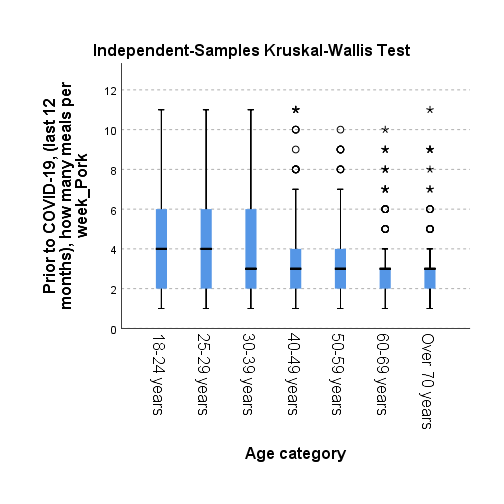 Independent-Samples Kruskal-Wallis Test
Prior to COVID-19, (last 12
months), how many meals per
week_Pork
12
10
8
6
4
2
0
18-24 years
25-29 years
30-39 years
40-49 years
50-59 years
60-69 years
Over 70 years
Age category